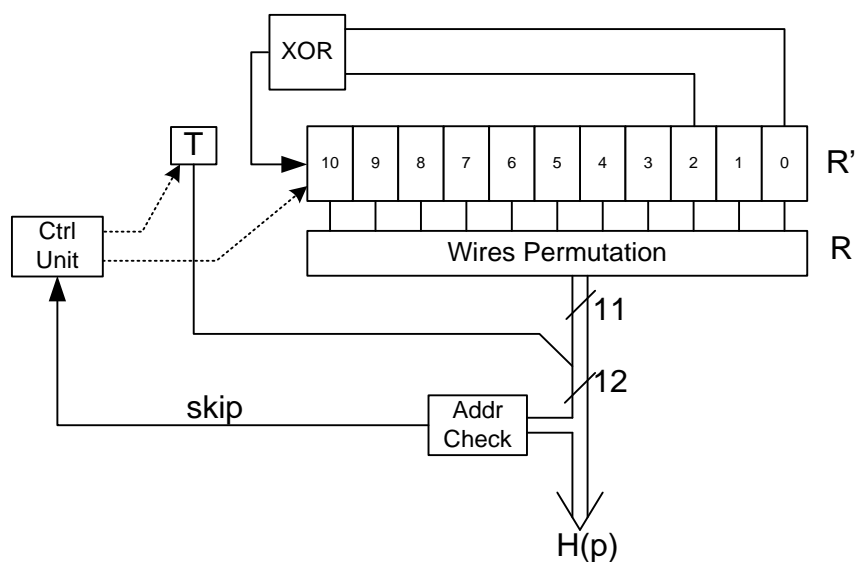 XOR
T
10 9 8 7 6 5 4 3 2 1 0
R'
Ctrl
Unit
Wires Permutation
R
11
12
skip
Addr
Check
H(p)